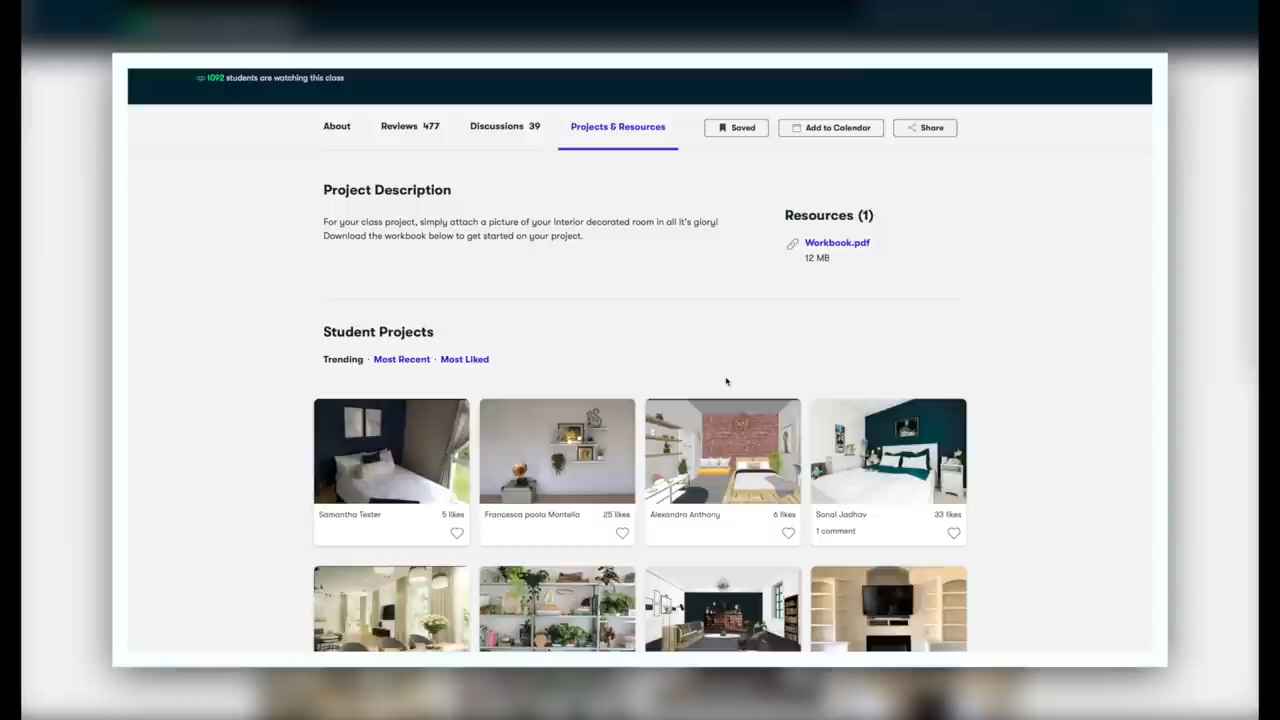 1092 students are watching this class
About
Reviews 477
Discussions 39
Projects & Resources
Saved
Add to Calendar
Share
Project Description
For your class project, simply attach a picture of your interior decorated room in all it's glory!
Download the workbook below to get started on your project.
Resources (1)
Workbook.pdf
12 MB
Student Projects
Trending · Most Recent · Most Liked
Samantha Tester 5 likes
Francesca paola Montella 25 likes
Alexandra Anthony 6 likes
Sonal Jadhav 33 likes
1 comment